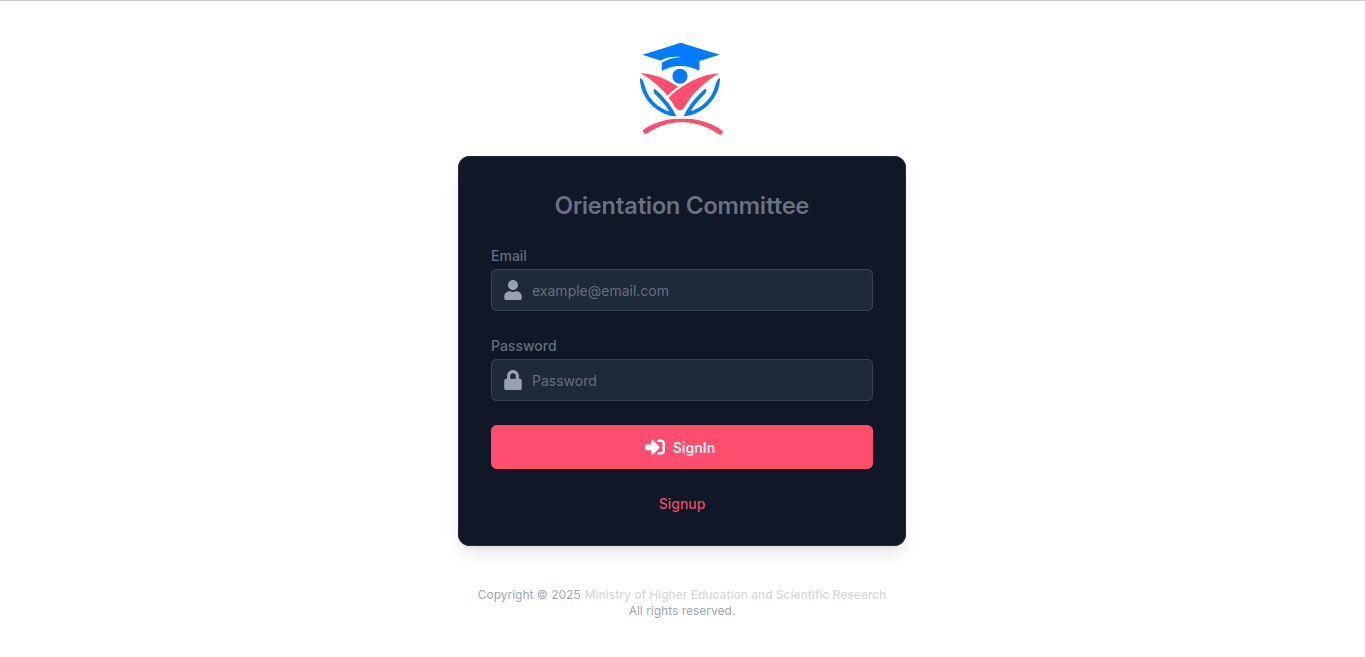 Orientation Committee
Email
example@email.com
Password
Password
SignIn
Signup
Copyright © 2025 Ministry of Higher Education and Scientific Research
All rights reserved.